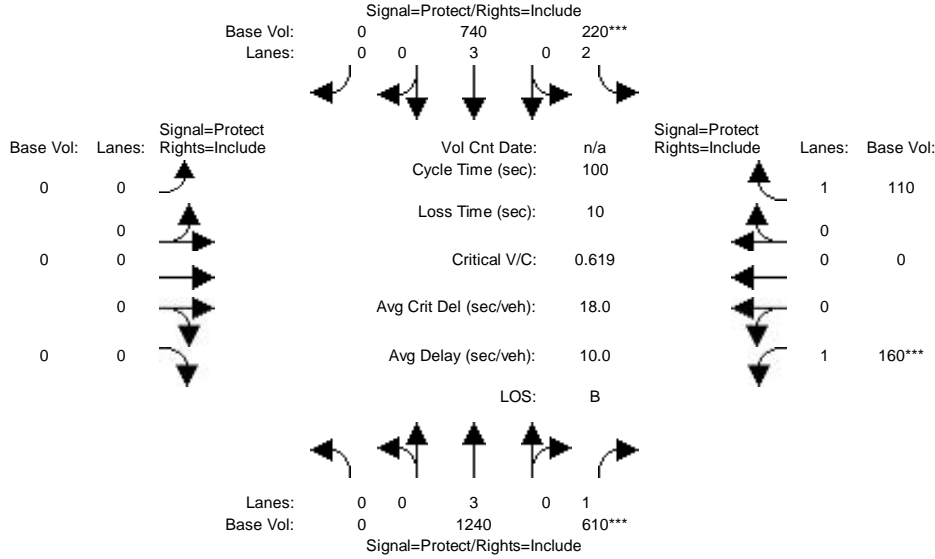 Signal=Protect/Rights=Include
Base Vol: 0 740 220***
Lanes: 0 0 3 0 2
Signal=Protect Signal=Protect
Base Vol: Lanes: Rights=Include Vol Cnt Date: n/a Rights=Include Lanes: Base Vol:
Cycle Time (sec): 100
0 0 1 110
Loss Time (sec): 10
0 0
0 0 Critical V/C: 0.619 0 0
0 Avg Crit Del (sec/veh): 18.0 0
0 0 Avg Delay (sec/veh): 10.0 1 160***
LOS: B
Lanes: 0 0 3 0 1
Base Vol: 0 1240 610***
Signal=Protect/Rights=Include